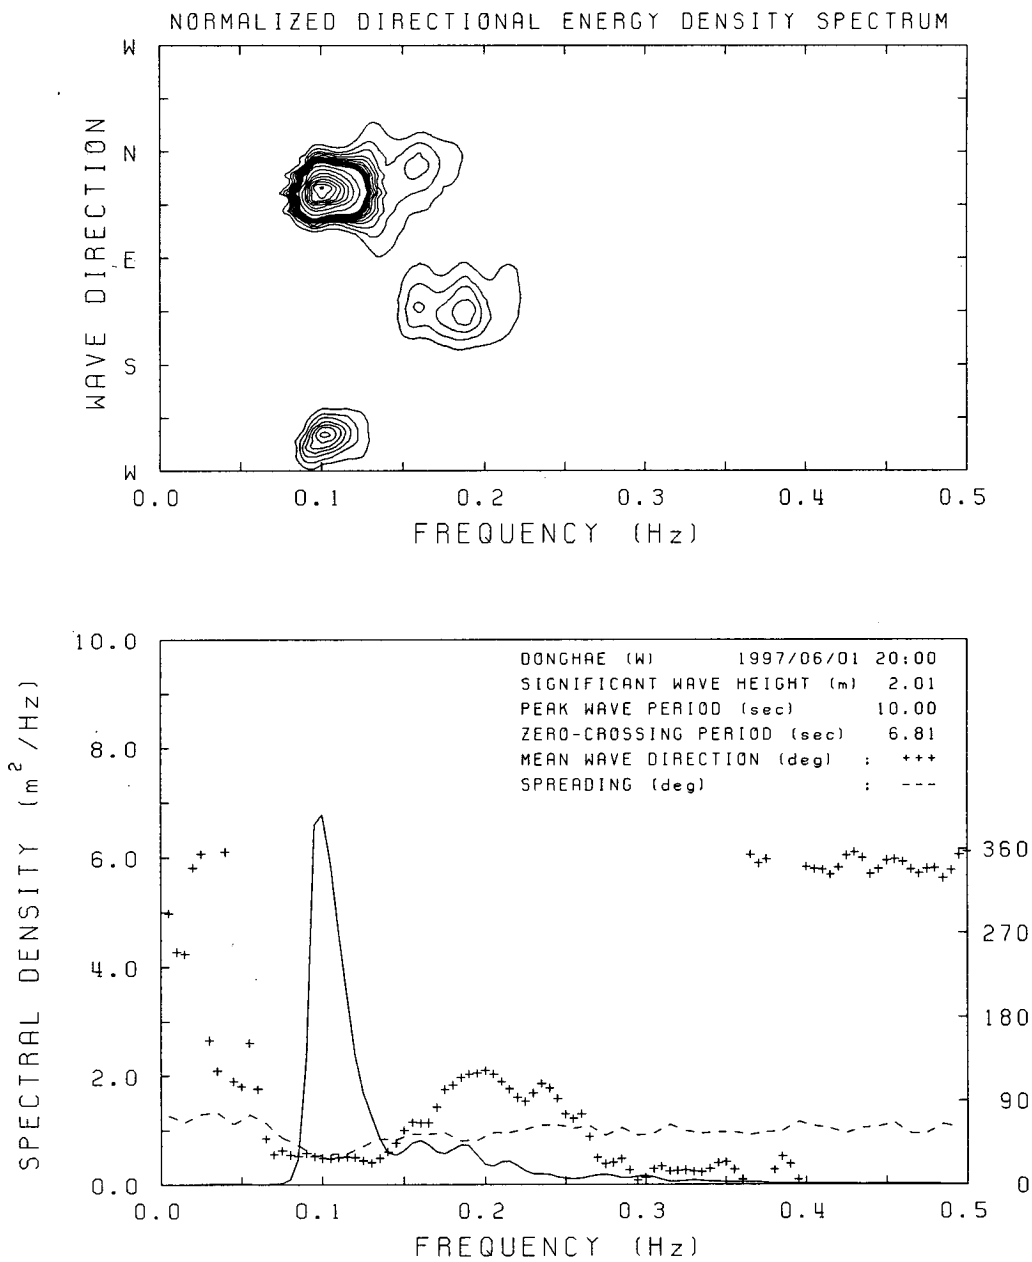 NORMALIZED DIRECTIONAL ENERGY DENSITY SPECTRUM
WAVE DIRECTION
W
N
E
S
W
0.0 0.1 0.2 0.3 0.4 0.5
FREQUENCY (Hz)
SPECTRAL DENSITY (m²/Hz)
10.0
8.0
6.0
4.0
2.0
0.0
DONGHAE (W) 1997/06/01 20:00
SIGNIFICANT WAVE HEIGHT (m) 2.01
PEAK WAVE PERIOD (sec) 10.00
ZERO-CROSSING PERIOD (sec) 6.81
MEAN WAVE DIRECTION (deg) : +++
SPREADING (deg) : ---
360
270
180
90
0
0.0 0.1 0.2 0.3 0.4 0.5
FREQUENCY (Hz)